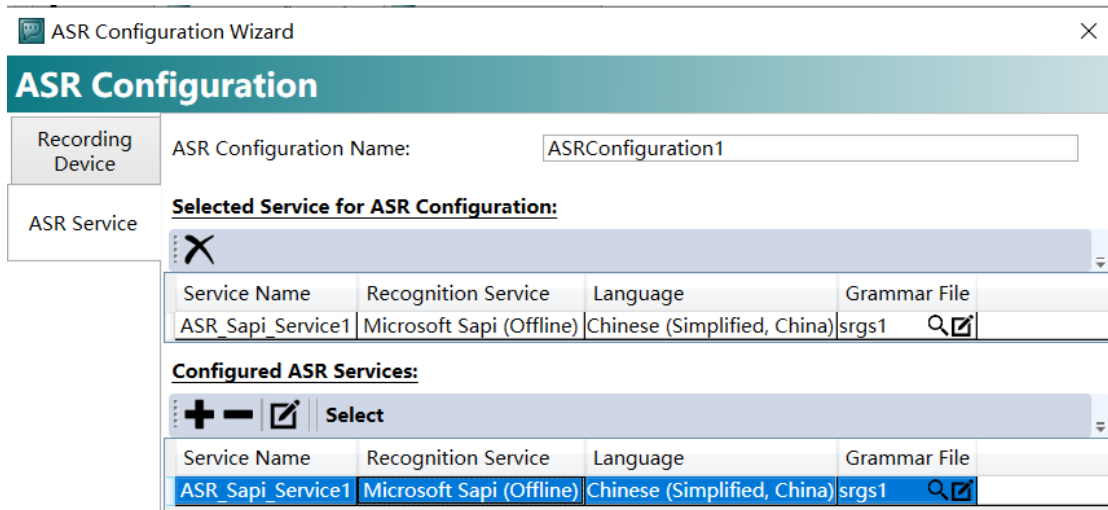 ASR Configuration Wizard
ASR Configuration
Recording
Device
ASR Configuration Name: ASRConfiguration1
ASR Service
Selected Service for ASR Configuration:
Service Name Recognition Service Language Grammar File
ASR_Sapi_Service1 Microsoft Sapi (Offline) Chinese (Simplified, China) srgs1
Configured ASR Services:
Select
Service Name Recognition Service Language Grammar File
ASR_Sapi_Service1 Microsoft Sapi (Offline) Chinese (Simplified, China) srgs1